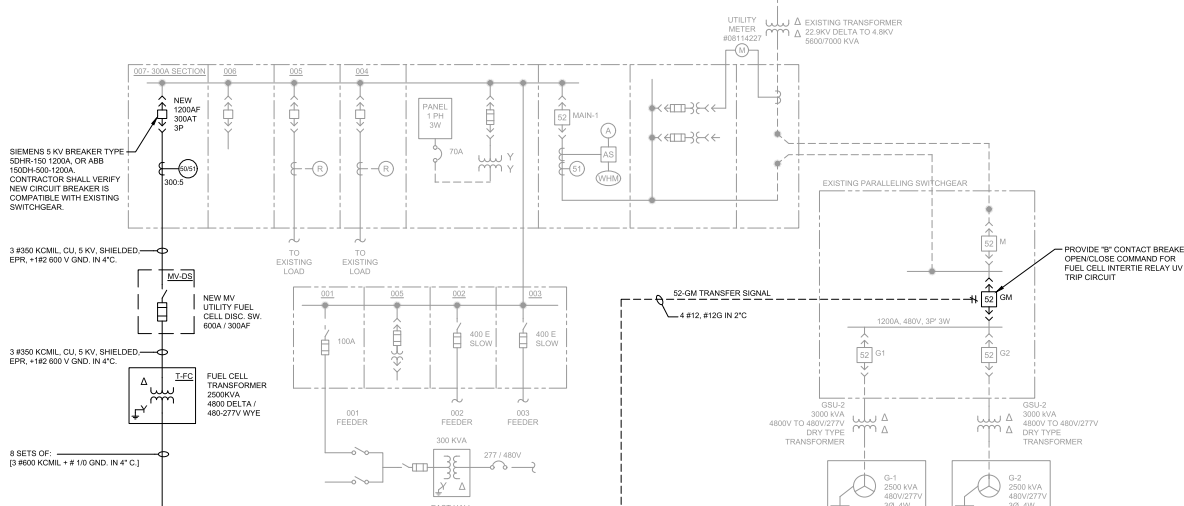 UTILITY
METER
#08114227
M
Δ EXISTING TRANSFORMER
Δ 22.9KV DELTA TO 4.8KV
5600/7000 KVA
007- 300A SECTION
006
005
004
NEW
1200AF
300AT
3P
PANEL
1 PH
3W
70A
Y
Y
52
MAIN-1
A
AS
51
WHM
SIEMENS 5 KV BREAKER TYPE
5DHR-150 1200A, OR ABB
150DH-500-1200A.
CONTRACTOR SHALL VERIFY
NEW CIRCUIT BREAKER IS
COMPATIBLE WITH EXISTING
SWITCHGEAR.
50/51
300:5
R
R
EXISTING PARALLELING SWITCHGEAR
52
M
3 #350 KCMIL, CU, 5 KV, SHIELDED,
EPR, +1#2 600 V GND. IN 4"C.
TO
EXISTING
LOAD
TO
EXISTING
LOAD
PROVIDE "B" CONTACT BREAKE
OPEN/CLOSE COMMAND FOR
FUEL CELL INTERTIE RELAY UV
TRIP CIRCUIT
MV-DS
NEW MV
UTILITY FUEL
CELL DISC. SW.
600A / 300AF
001
005
002
003
52-GM TRANSFER SIGNAL
4 #12, #12G IN 2"C
52
GM
1200A, 480V, 3P' 3W
100A
400 E
SLOW
400 E
SLOW
52
G1
52
G2
3 #350 KCMIL, CU, 5 KV, SHIELDED,
EPR, +1#2 600 V GND. IN 4"C.
T-FC
Δ
Y
FUEL CELL
TRANSFORMER
2500KVA
4800 DELTA /
480-277V WYE
001
FEEDER
002
FEEDER
003
FEEDER
GSU-2
3000 kVA
4800V TO 480V/277V
DRY TYPE
TRANSFORMER
Δ
Δ
GSU-2
3000 kVA
4800V TO 480V/277V
DRY TYPE
TRANSFORMER
Δ
Δ
8 SETS OF:
[3 #600 KCMIL + # 1/0 GND. IN 4" C.]
300 KVA
Y
Δ
277 / 480V
G-1
2500 kVA
480V/277V
3Ø, 4W
G-2
2500 kVA
480V/277V
3Ø, 4W